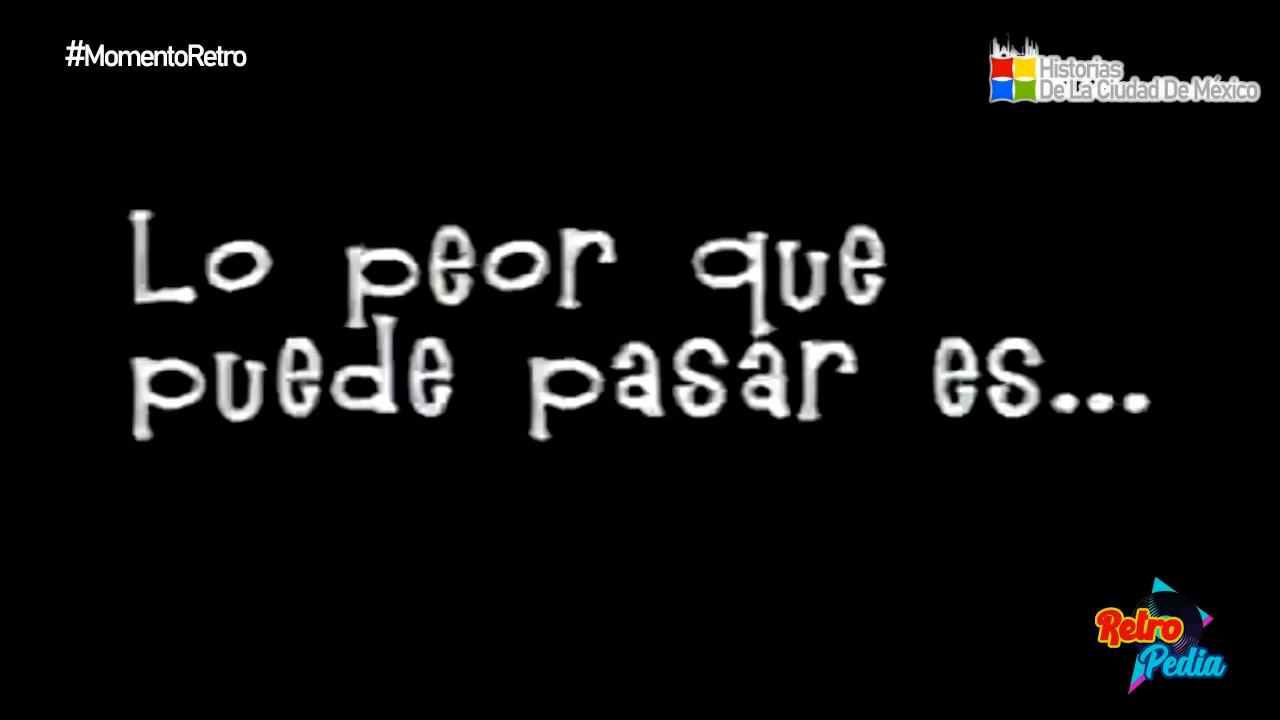 #MomentoRetro
Historias
De La Ciudad De México
Lo peor que
puede pasar es...
Retro
Pedia